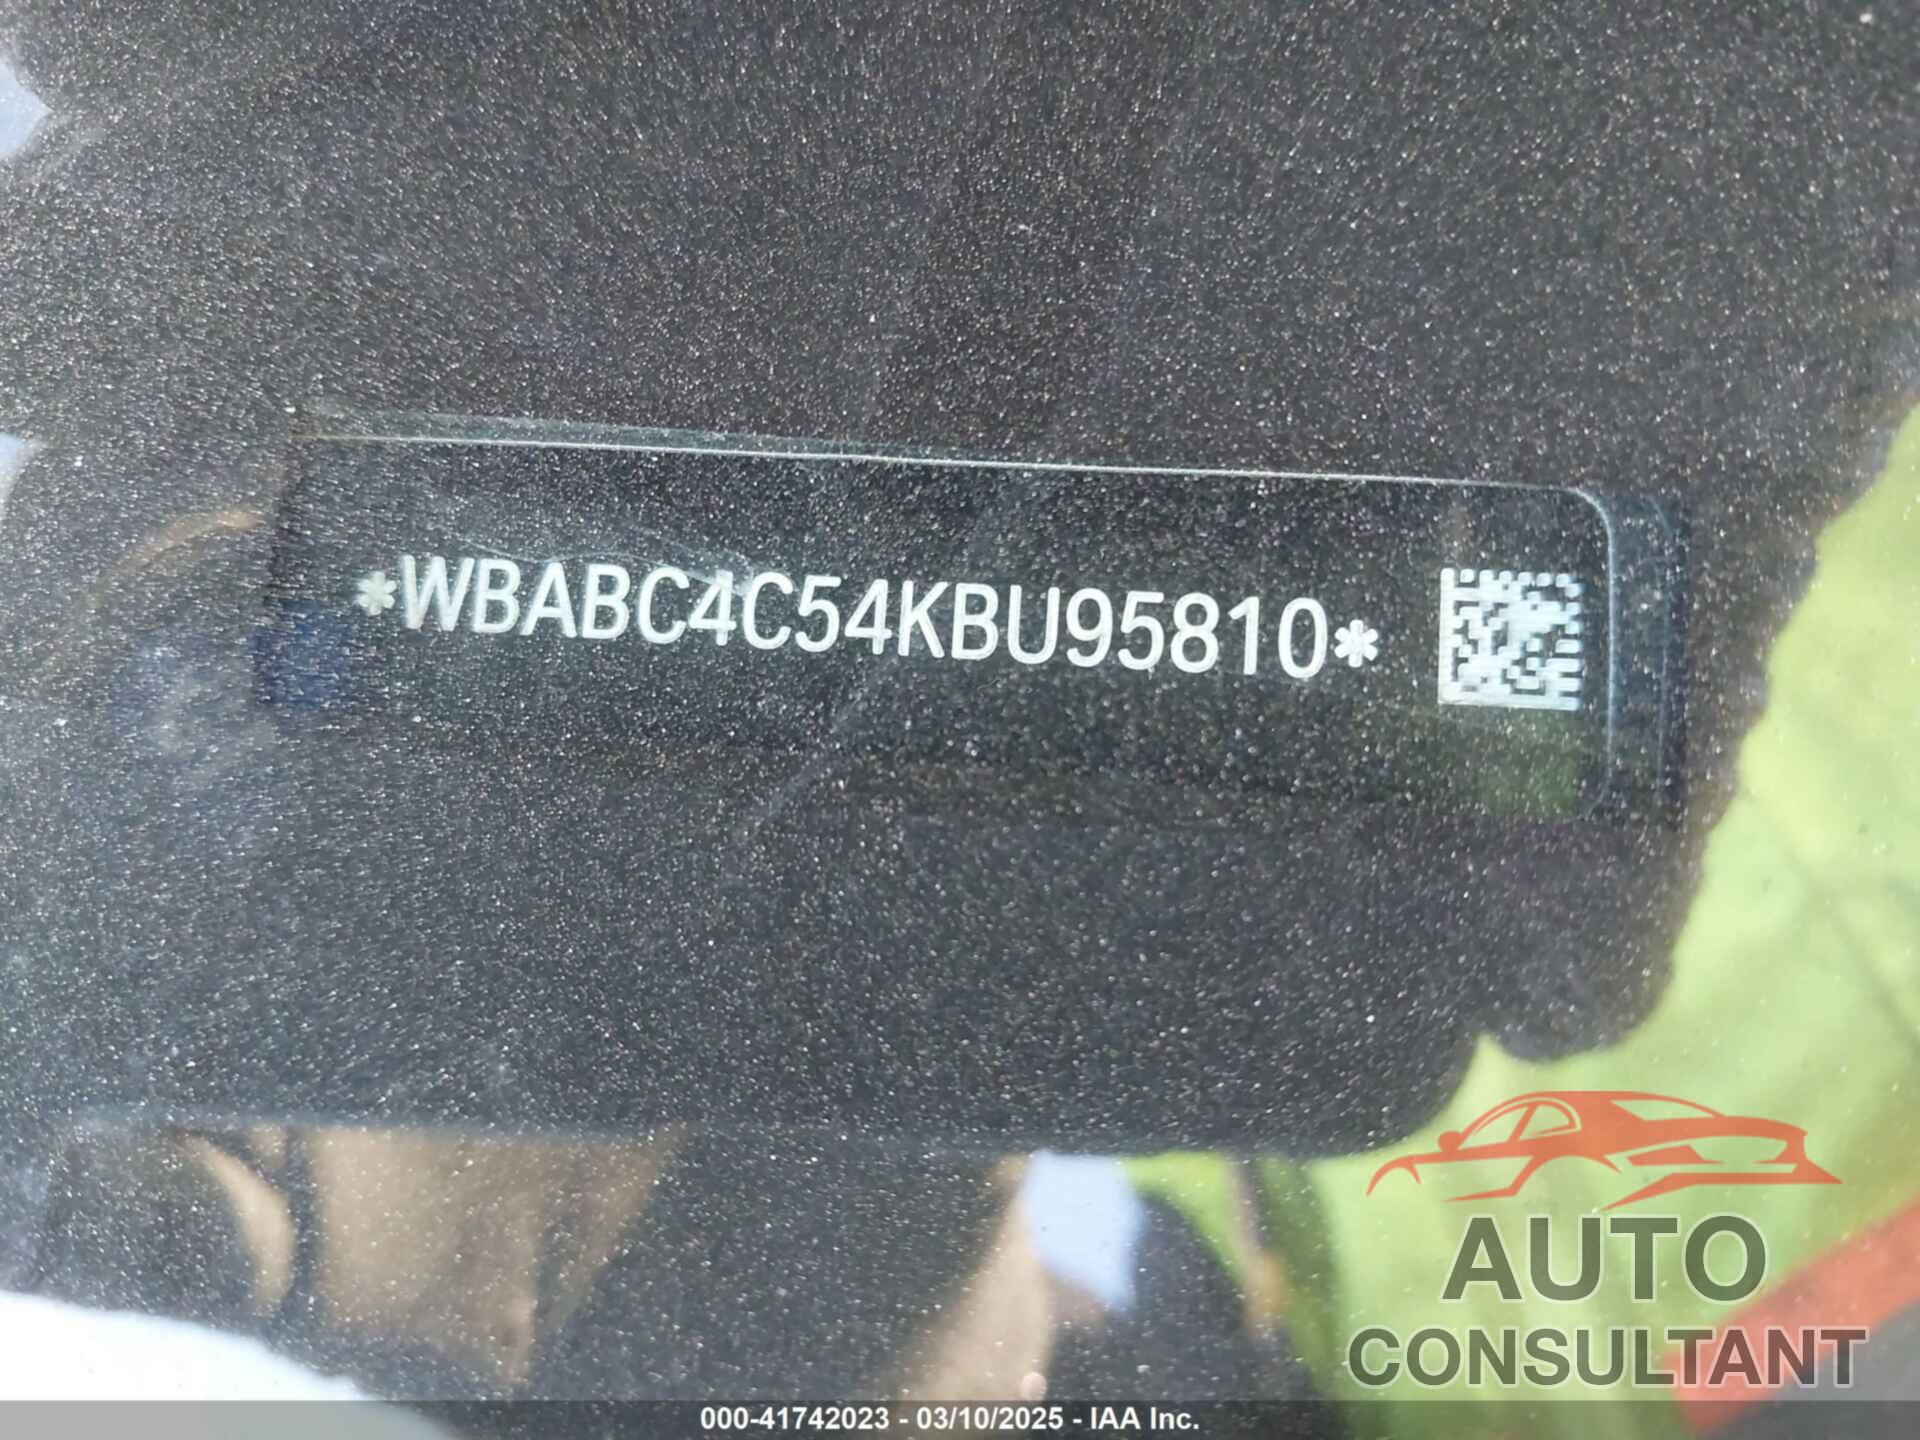 *WBABC4C54KBU95810*
AUTO
CONSULTANT
000-41742023 - 03/10/2025 - IAA Inc.